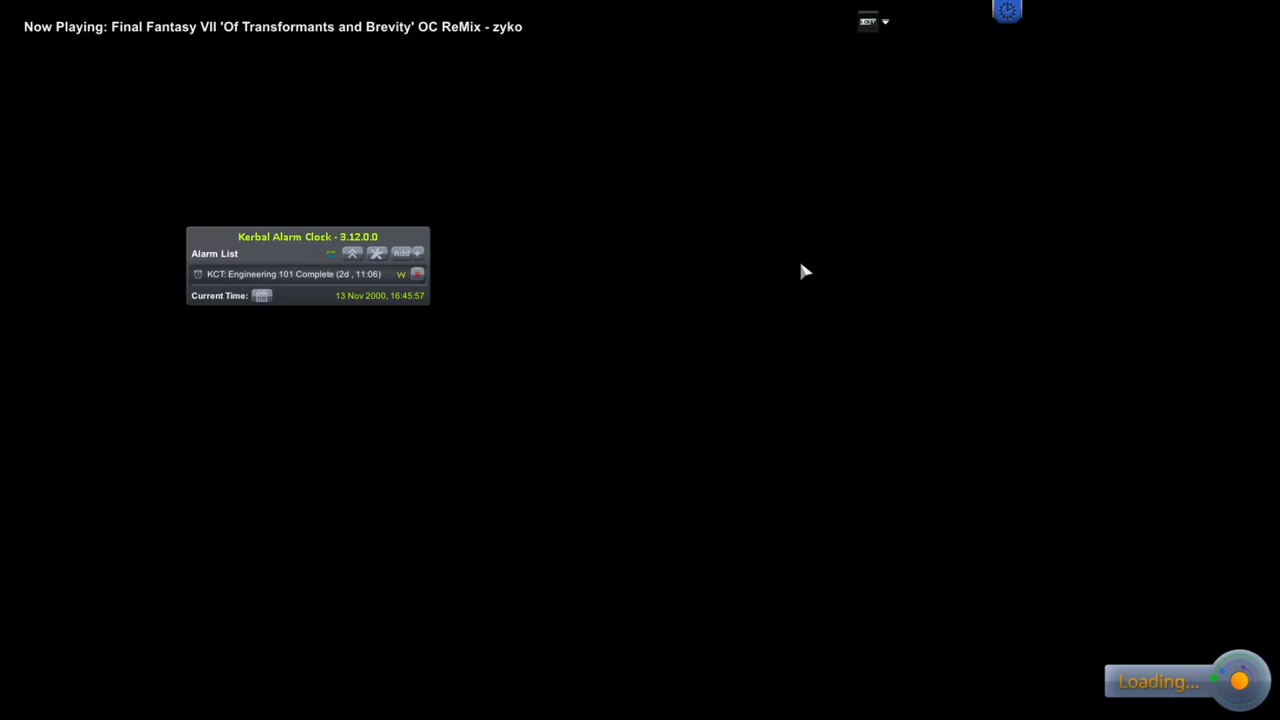 Now Playing: Final Fantasy VII 'Of Transformants and Brevity' OC ReMix - zyko
Kerbal Alarm Clock - 3.12.0.0
Alarm List
Add +
KCT: Engineering 101 Complete (2d , 11:06) W
Current Time: 13 Nov 2000, 16:45:57
Loading...